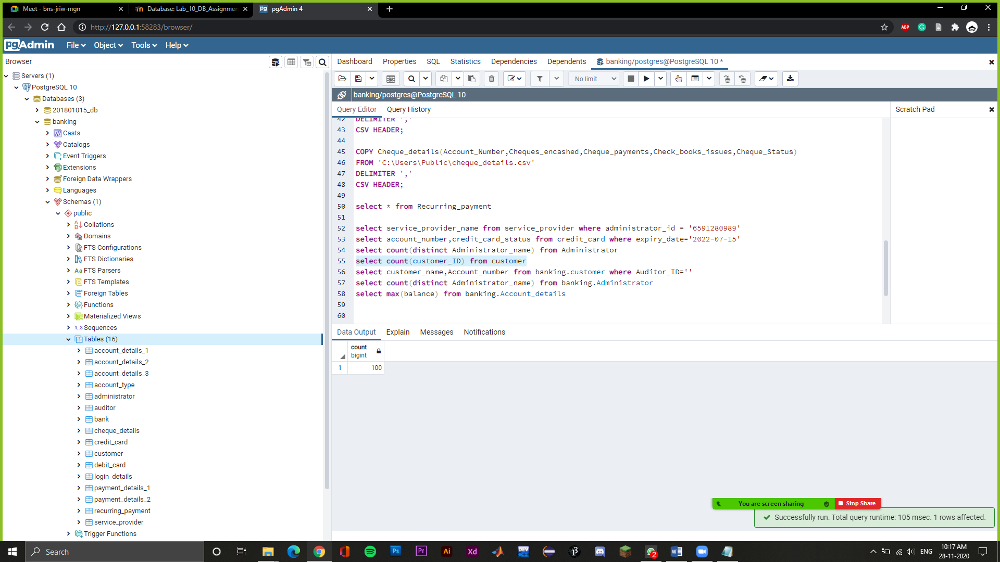 Meet - bns-jriw-mgn
Database: Lab_10_DB_Assignmen
pgAdmin 4
http://127.0.0.1:58283/browser/
ABP
pgAdmin
File
Object
Tools
Help
Browser
Dashboard
Properties
SQL
Statistics
Dependencies
Dependents
banking/postgres@PostgreSQL 10 *
No limit
banking/postgres@PostgreSQL 10
Query Editor
Query History
Scratch Pad
Servers (1)
PostgreSQL 10
Databases (3)
201801015_db
banking
Casts
Catalogs
Event Triggers
Extensions
Foreign Data Wrappers
Languages
Schemas (1)
public
Collations
Domains
FTS Configurations
FTS Dictionaries
Aa FTS Parsers
FTS Templates
Foreign Tables
Functions
Materialized Views
1..3 Sequences
Tables (16)
account_details_1
account_details_2
account_details_3
account_type
administrator
auditor
bank
cheque_details
credit_card
customer
debit_card
login_details
payment_details_1
payment_details_2
recurring_payment
service_provider
Trigger Functions
42 DELIMITER ','
43 CSV HEADER;
44
45 COPY Cheque_details(Account_Number,Cheques_encashed,Cheque_payments,Check_books_issues,Cheque_Status)
46 FROM 'C:\Users\Public\cheque_details.csv'
47 DELIMITER ','
48 CSV HEADER;
49
50 select * from Recurring_payment
51
52 select service_provider_name from service_provider where administrator_id = '6591280989'
53 select account_number,credit_card_status from credit_card where expiry_date='2022-07-15'
54 select count(distinct Administrator_name) from Administrator
55 select count(customer_ID) from customer
56 select customer_name,Account_number from banking.customer where Auditor_ID=''
57 select count(distinct Administrator_name) from banking.Administrator
58 select max(balance) from banking.Account_details
59
60
Data Output
Explain
Messages
Notifications
count
bigint
1 100
You are screen sharing
Stop Share
Successfully run. Total query runtime: 105 msec. 1 rows affected.
Search
Ps
Pr
Ai
Xd
DEV
2
ENG
10:17 AM
28-11-2020